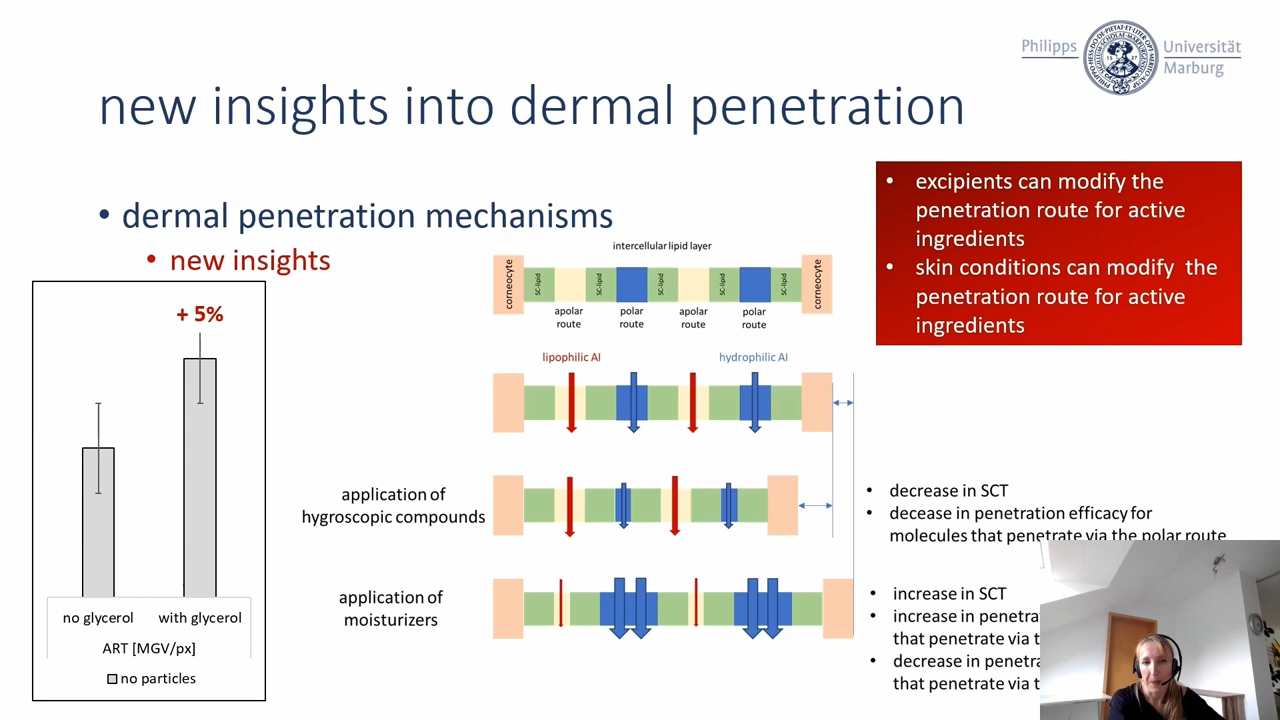 Philipps
Universität
Marburg
new insights into dermal penetration
• dermal penetration mechanisms
• new insights
• excipients can modify the
penetration route for active
ingredients
• skin conditions can modify the
penetration route for active
ingredients
+ 5%
no glycerol
with glycerol
ART [MGV/px]
no particles
intercellular lipid layer
corneocyte
SC-lipid
SC-lipid
SC-lipid
SC-lipid
SC-lipid
corneocyte
apolar
route
polar
route
apolar
route
polar
route
lipophilic AI
hydrophilic AI
application of
hygroscopic compounds
• decrease in SCT
• decease in penetration efficacy for
molecules that penetrate via the polar route
application of
moisturizers
• increase in SCT
• increase in
that penetrate via
• decrease in
that penetrate via